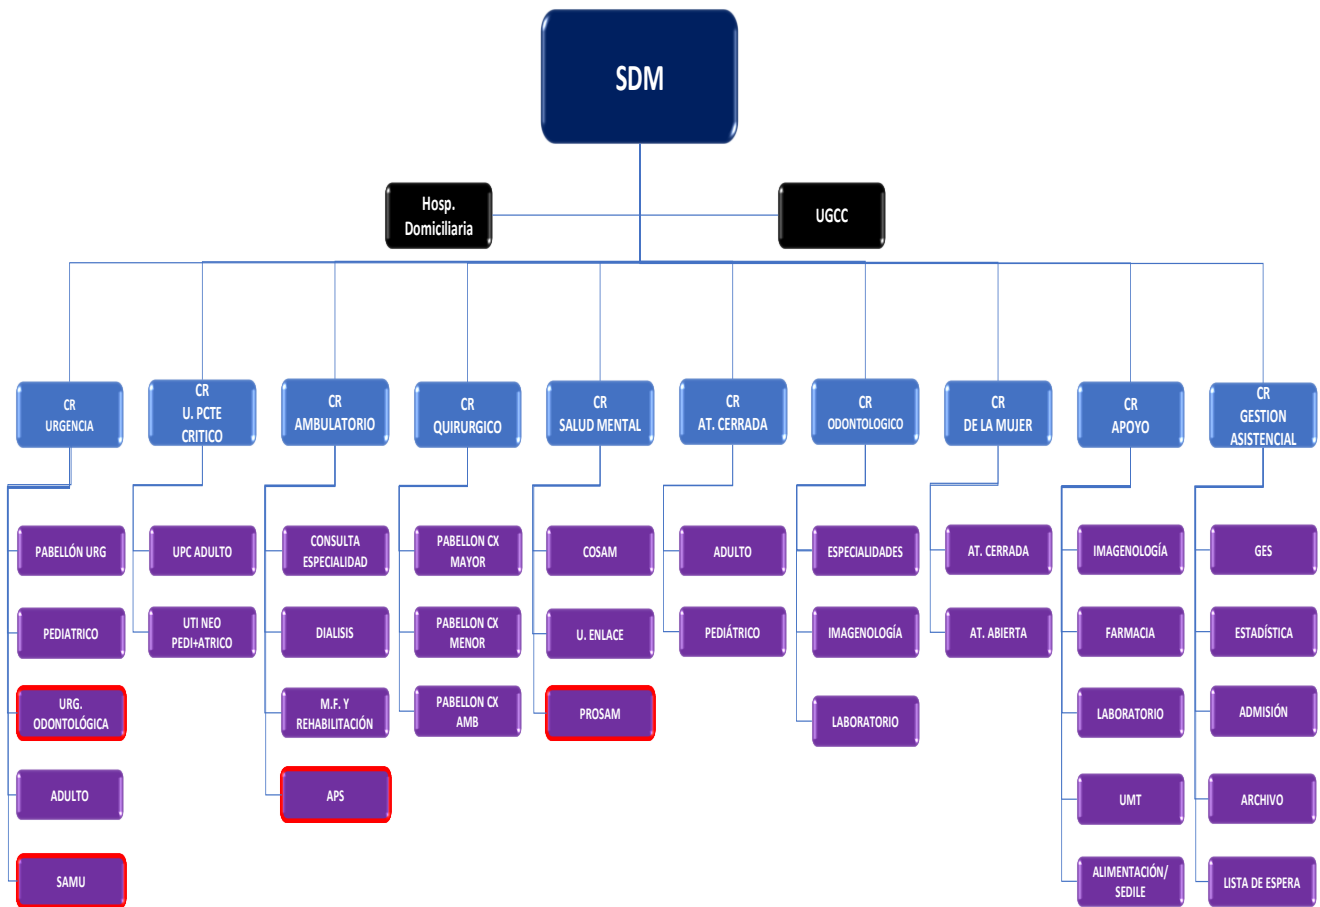 SDM
Hosp.
Domiciliaria
UGCC
CR
URGENCIA
CR
U. PCTE
CRITICO
CR
AMBULATORIO
CR
QUIRURGICO
CR
SALUD MENTAL
CR
AT. CERRADA
CR
ODONTOLOGICO
CR
DE LA MUJER
CR
APOYO
CR
GESTION
ASISTENCIAL
PABELLÓN URG
PEDIATRICO
URG.
ODONTOLÓGICA
ADULTO
SAMU
UPC ADULTO
UTI NEO
PEDI+ATRICO
CONSULTA
ESPECIALIDAD
DIALISIS
M.F. Y
REHABILITACIÓN
APS
PABELLON CX
MAYOR
PABELLON CX
MENOR
PABELLON CX
AMB
COSAM
U. ENLACE
PROSAM
ADULTO
PEDIÁTRICO
ESPECIALIDADES
IMAGENOLOGÍA
LABORATORIO
AT. CERRADA
AT. ABIERTA
IMAGENOLOGÍA
FARMACIA
LABORATORIO
UMT
ALIMENTACIÓN/
SEDILE
GES
ESTADÍSTICA
ADMISIÓN
ARCHIVO
LISTA DE ESPERA